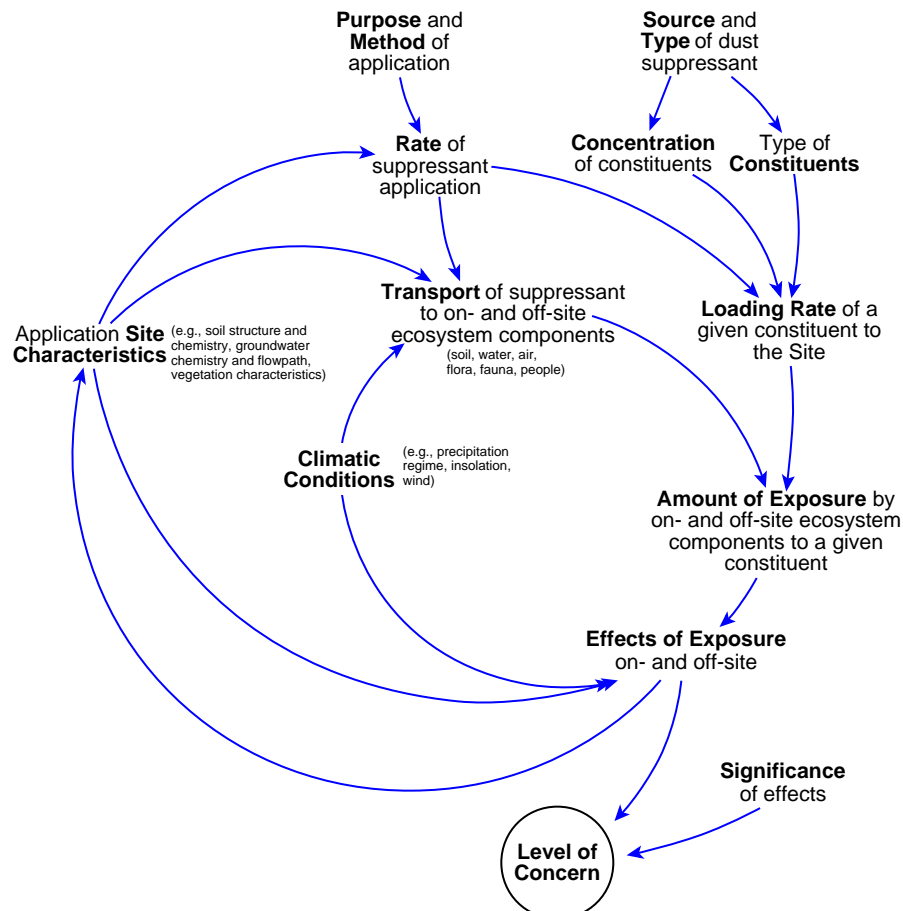 Purpose and
Method of
application
Source and
Type of dust
suppressant
Rate of
suppressant
application
Concentration
of constituents
Type of
Constituents
Transport of suppressant
to on- and off-site
ecosystem components
(soil, water, air,
flora, fauna, people)
Loading Rate of a
given constituent to
the Site
Application Site
Characteristics
(e.g., soil structure and
chemistry, groundwater
chemistry and flowpath,
vegetation characteristics)
Climatic
Conditions
(e.g., precipitation
regime, insolation,
wind)
Amount of Exposure by
on- and off-site ecosystem
components to a given
constituent
Effects of Exposure
on- and off-site
Significance
of effects
Level of
Concern